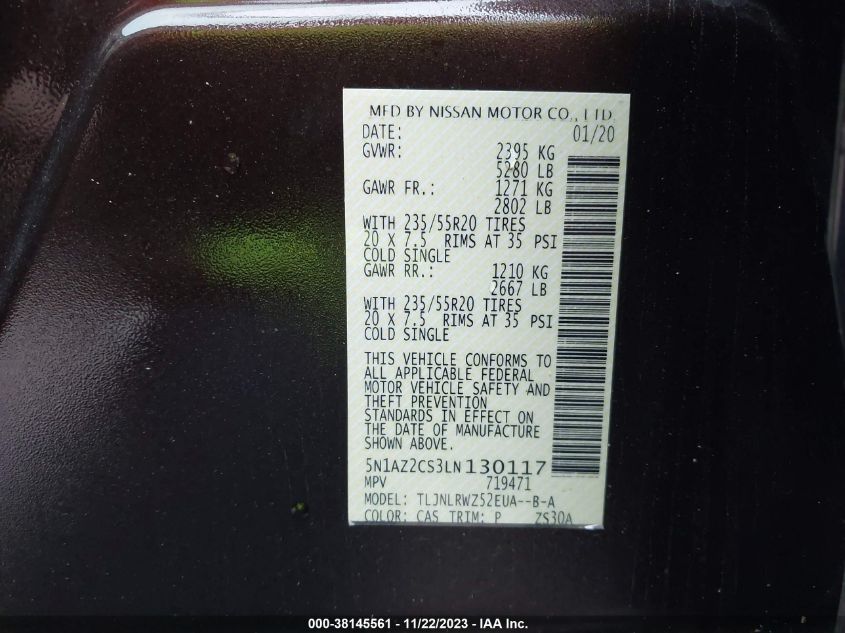 MFD BY NISSAN MOTOR CO., LTD.
DATE: 01/20
GVWR: 2395 KG
5280 LB
GAWR FR.: 1271 KG
2802 LB
WITH 235/55R20 TIRES
20 X 7.5 RIMS AT 35 PSI
COLD SINGLE
GAWR RR.: 1210 KG
2667 LB
WITH 235/55R20 TIRES
20 X 7.5 RIMS AT 35 PSI
COLD SINGLE
THIS VEHICLE CONFORMS TO
ALL APPLICABLE FEDERAL
MOTOR VEHICLE SAFETY AND
THEFT PREVENTION
STANDARDS IN EFFECT ON
THE DATE OF MANUFACTURE
SHOWN ABOVE.
5N1AZ2CS3LN130117
MPV 719471
MODEL: TLJNLRWZ52EUA--B-A
COLOR: CAS TRIM: P ZS30A
000-38145561 - 11/22/2023 - IAA Inc.